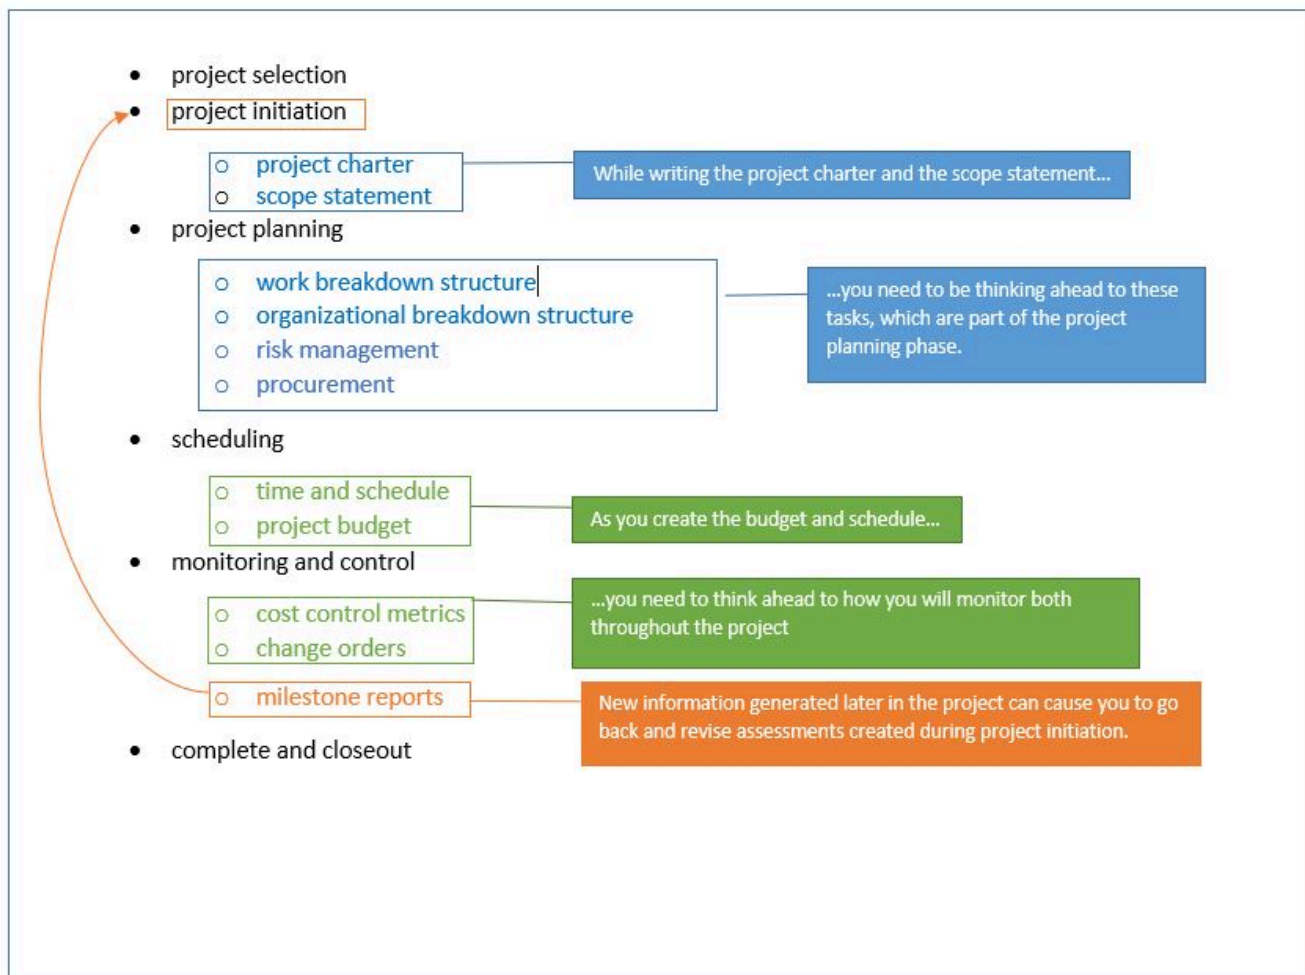 project selection
project initiation
project charter
While writing the project charter and the scope statement...
scope statement
project planning
work breakdown structure
organizational breakdown structure
risk management
procurement
...you need to be thinking ahead to these
tasks, which are part of the project
planning phase.
scheduling
time and schedule
project budget
As you create the budget and schedule...
monitoring and control
cost control metrics
change orders
...you need to think ahead to how you will monitor both
throughout the project
milestone reports
New information generated later in the project can cause you to go
back and revise assessments created during project initiation.
complete and closeout